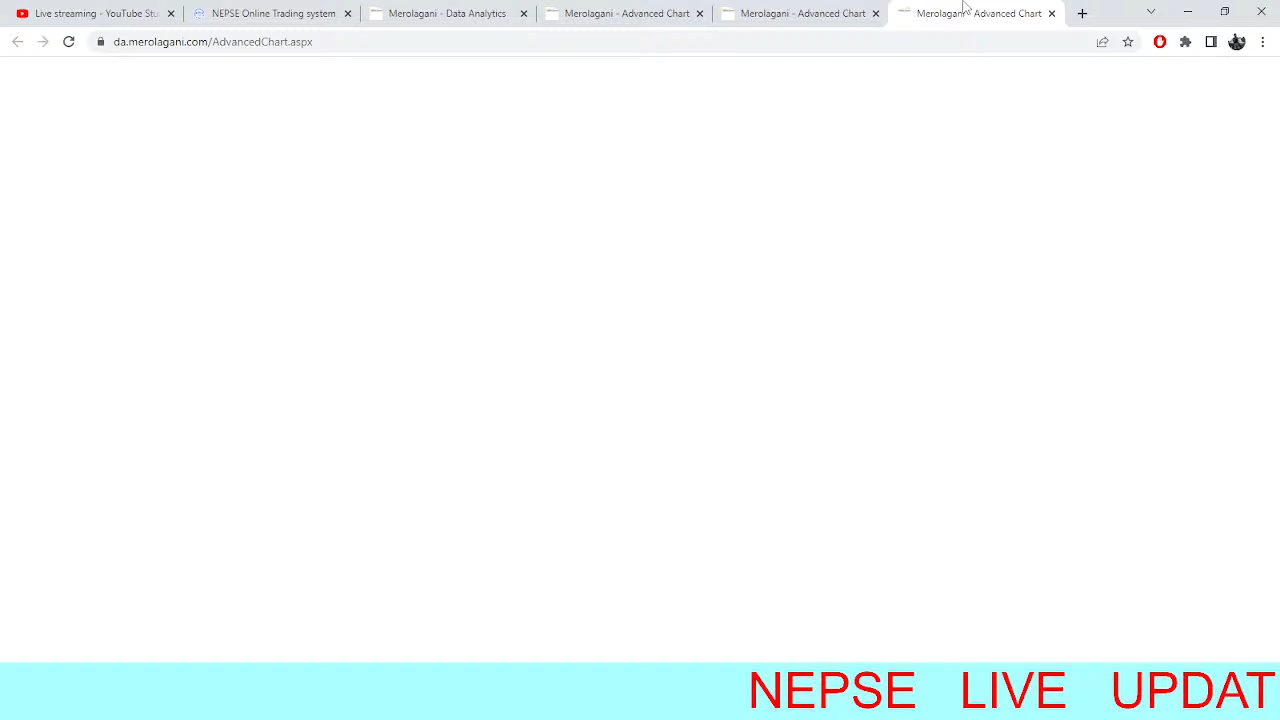 Live streaming - YouTube Stu
NEPSE Online Trading system
Merolagani - Data Analytics
Merolagani - Advanced Chart
Merolagani - Advanced Chart
Merolagani - Advanced Chart
da.merolagani.com/AdvancedChart.aspx
NEPSE LIVE UPDAT